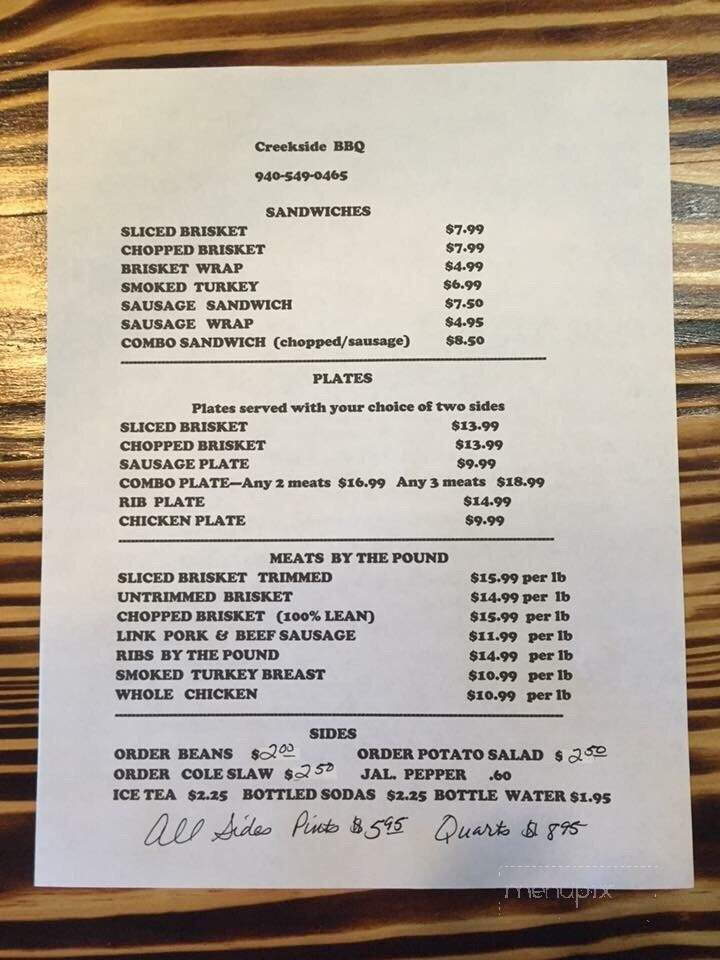 Creekside BBQ
940-549-0465
SANDWICHES
SLICED BRISKET $7.99
CHOPPED BRISKET $7.99
BRISKET WRAP $4.99
SMOKED TURKEY $6.99
SAUSAGE SANDWICH $7.50
SAUSAGE WRAP $4.95
COMBO SANDWICH (chopped/sausage) $8.50
PLATES
Plates served with your choice of two sides
SLICED BRISKET $13.99
CHOPPED BRISKET $13.99
SAUSAGE PLATE $9.99
COMBO PLATE—Any 2 meats $16.99 Any 3 meats $18.99
RIB PLATE $14.99
CHICKEN PLATE $9.99
MEATS BY THE POUND
SLICED BRISKET TRIMMED $15.99 per lb
UNTRIMMED BRISKET $14.99 per lb
CHOPPED BRISKET (100% LEAN) $15.99 per lb
LINK PORK & BEEF SAUSAGE $11.99 per lb
RIBS BY THE POUND $14.99 per lb
SMOKED TURKEY BREAST $10.99 per lb
WHOLE CHICKEN $10.99 per lb
SIDES
ORDER BEANS $2.00 ORDER POTATO SALAD $ 2.50
ORDER COLE SLAW $2.50 JAL. PEPPER .60
ICE TEA $2.25 BOTTLED SODAS $2.25 BOTTLE WATER $1.95
All Sides Pints $5.95 Quarts $8.95
menupix